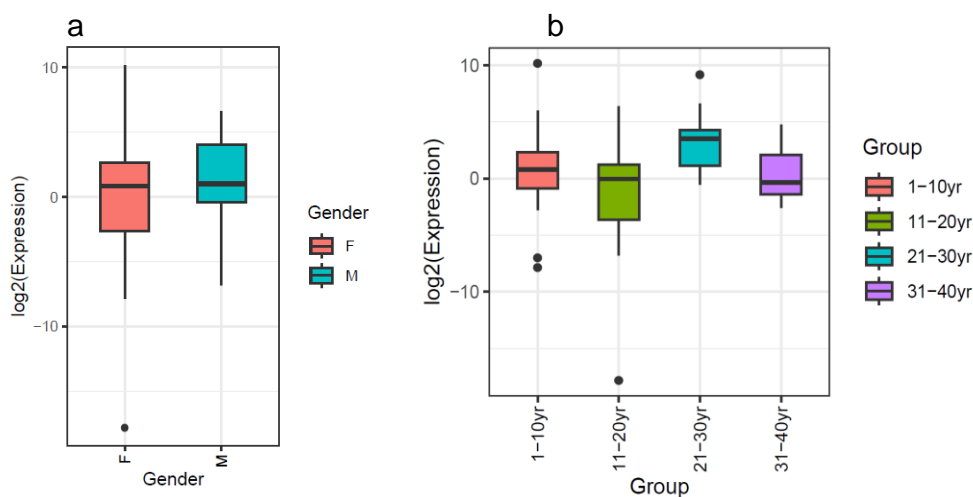 a
log2(Expression)
10
0
−10
F
M
Gender
Gender
F
M
b
log2(Expression)
10
0
−10
1−10yr
11−20yr
21−30yr
31−40yr
Group
Group
1−10yr
11−20yr
21−30yr
31−40yr